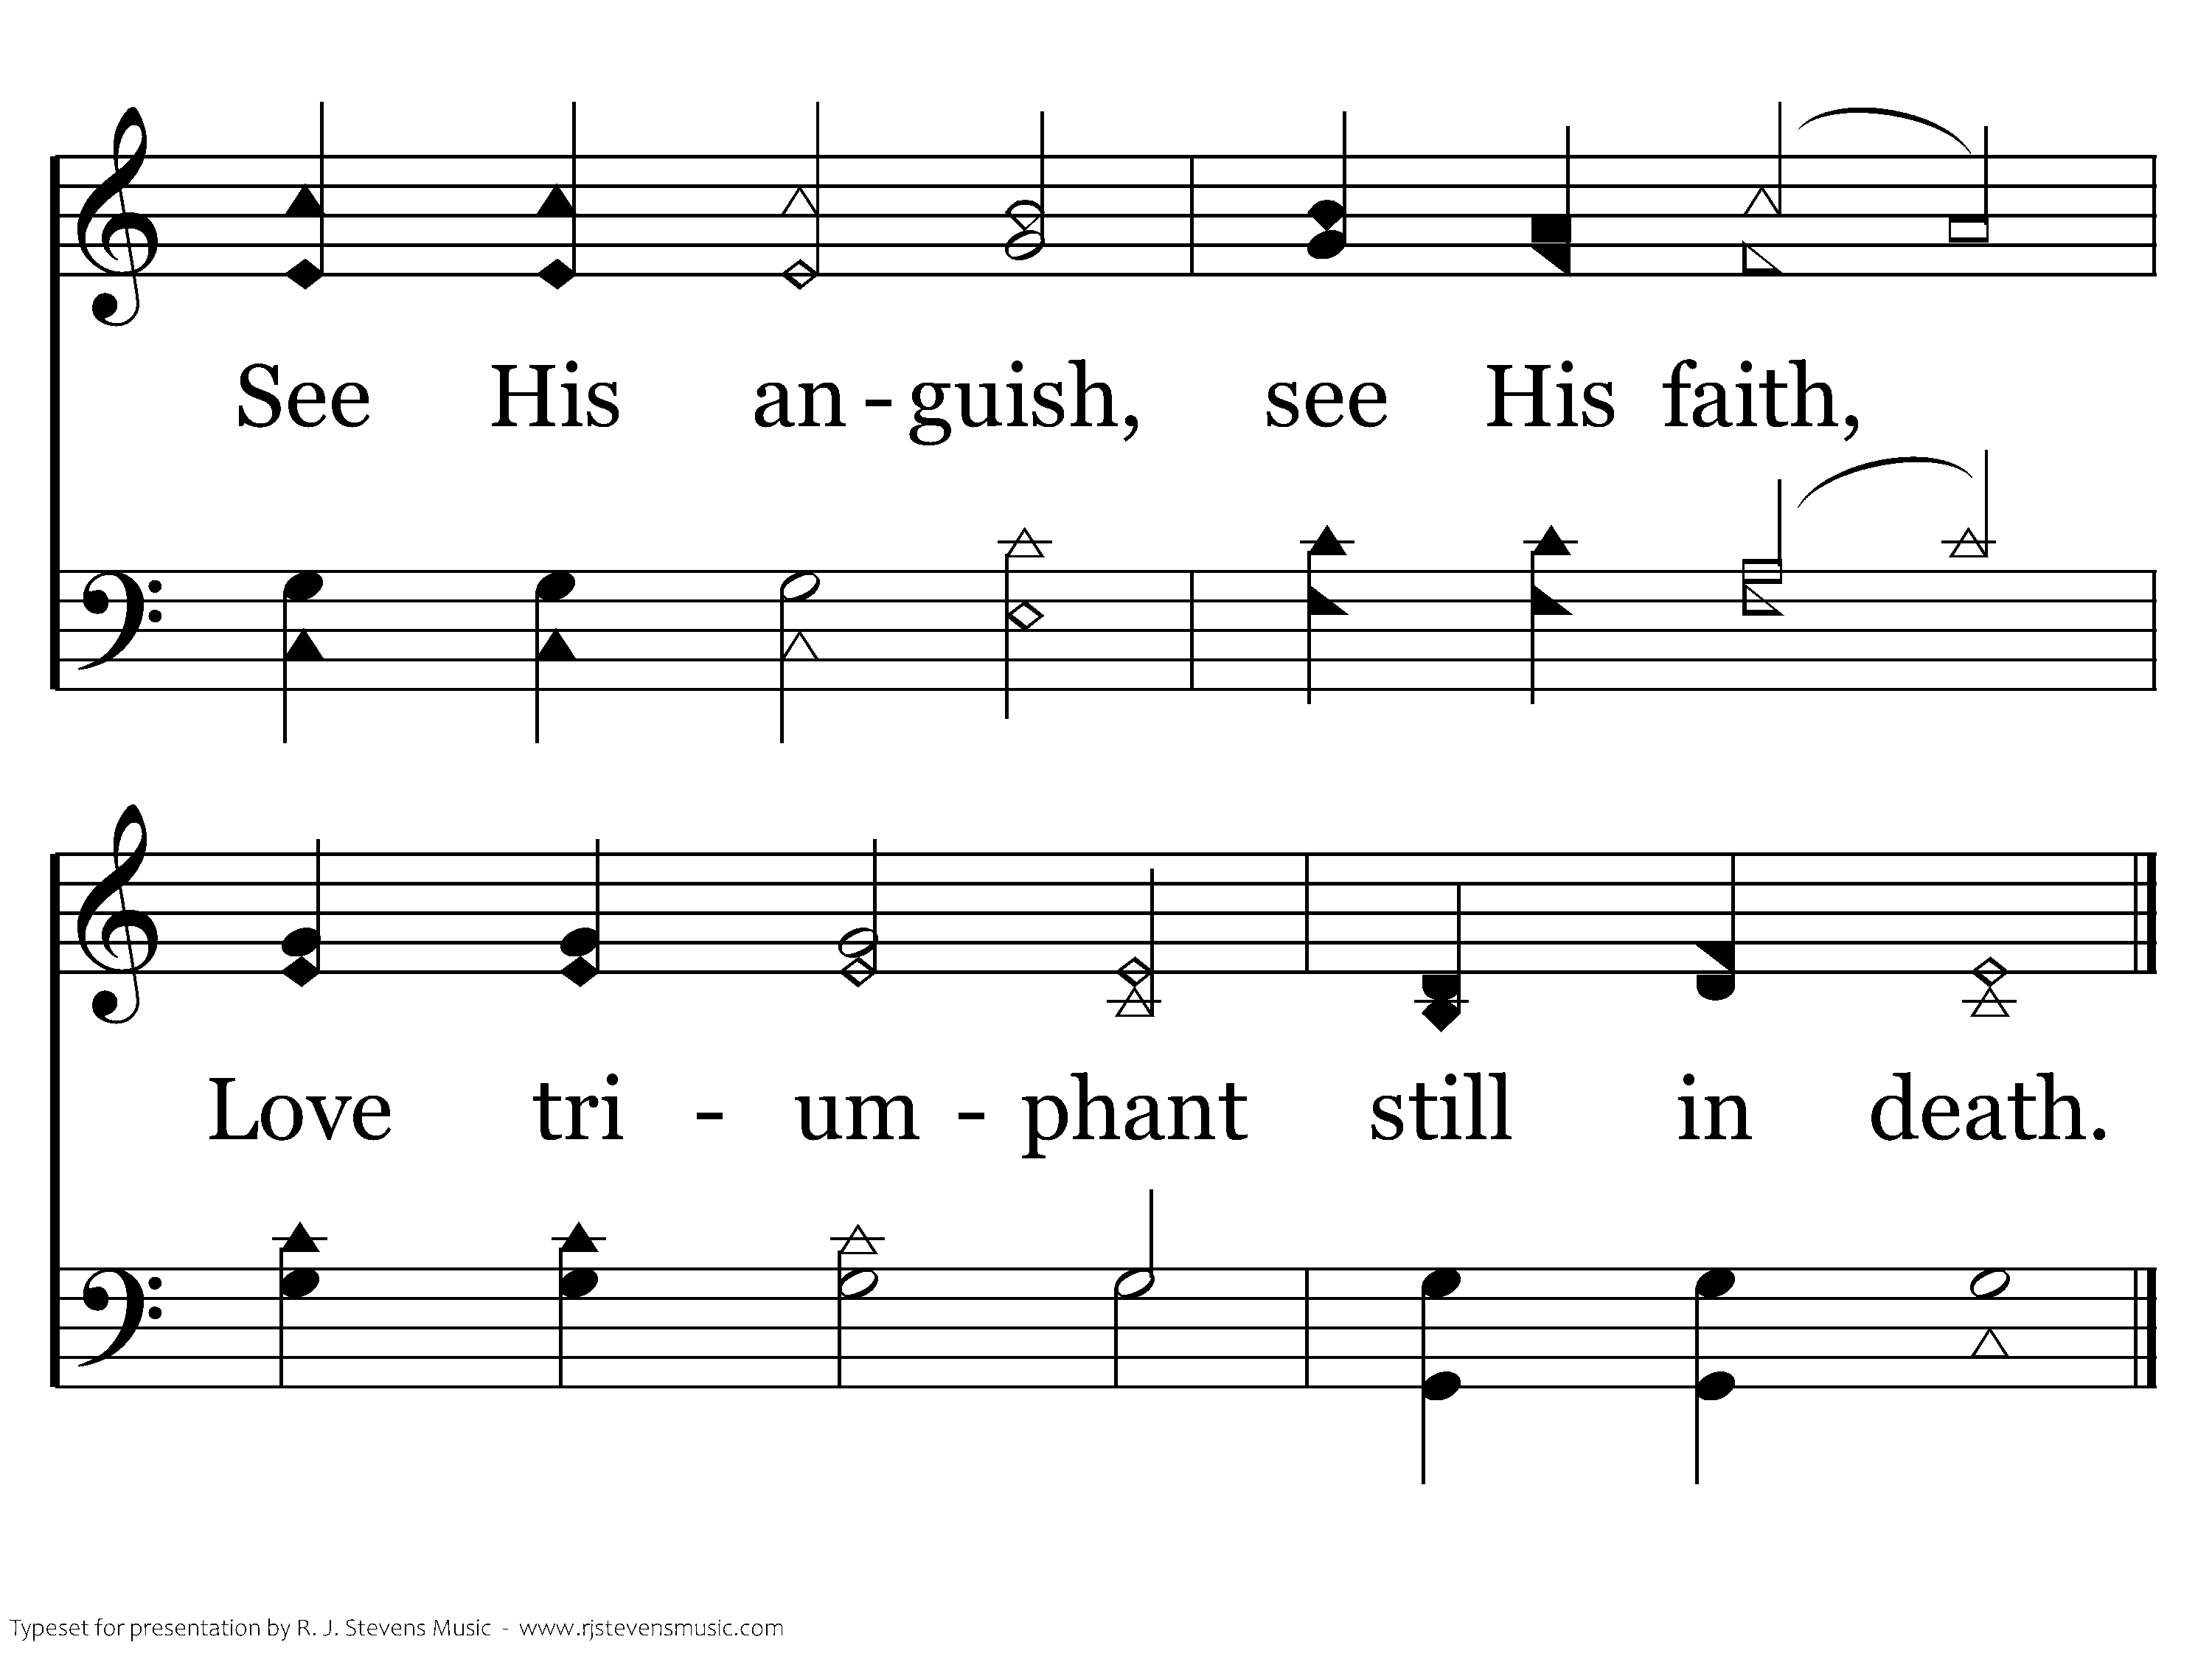 See His an - guish, see His faith,
Love tri - um - phant still in death.
Typeset for presentation by R. J. Stevens Music - www.rjstevensmusic.com